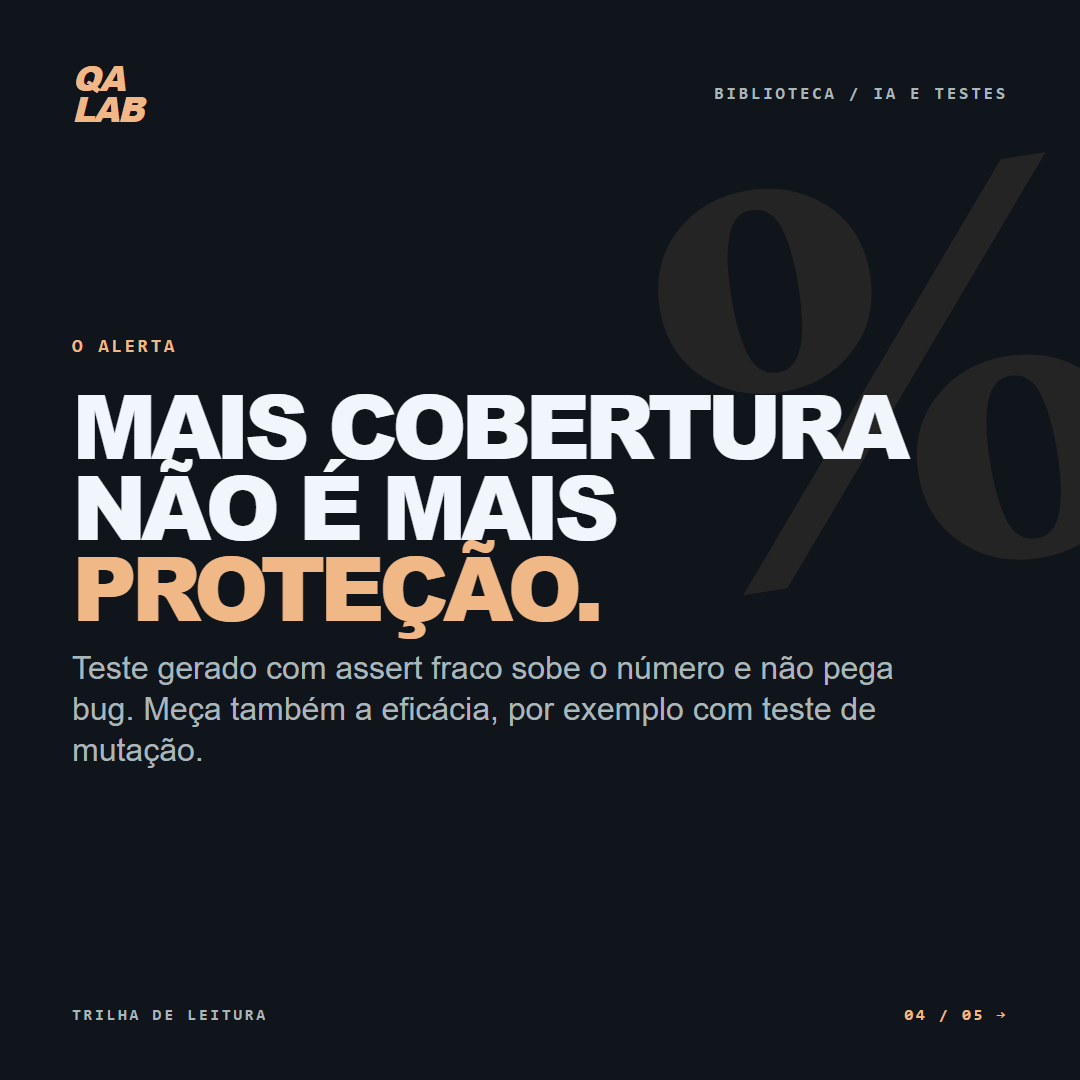 QA
LAB
BIBLIOTECA / IA E TESTES
%
O ALERTA
MAIS COBERTURA
NÃO É MAIS
PROTEÇÃO.
Teste gerado com assert fraco sobe o número e não pega
bug. Meça também a eficácia, por exemplo com teste de
mutação.
TRILHA DE LEITURA
04 / 05 →